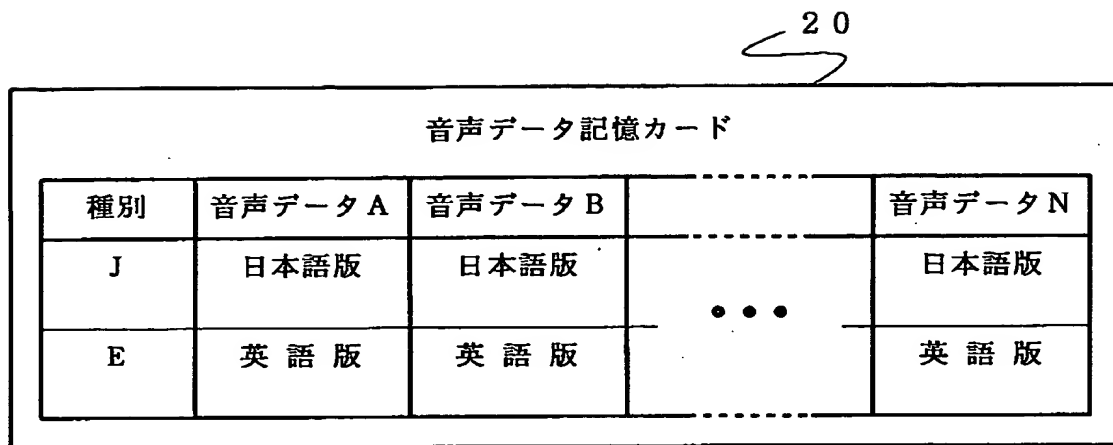 20
音声データ記憶カード
種別 音声データA 音声データB 音声データN
J 日本語版 日本語版 ••• 日本語版
E 英語版 英語版 英語版